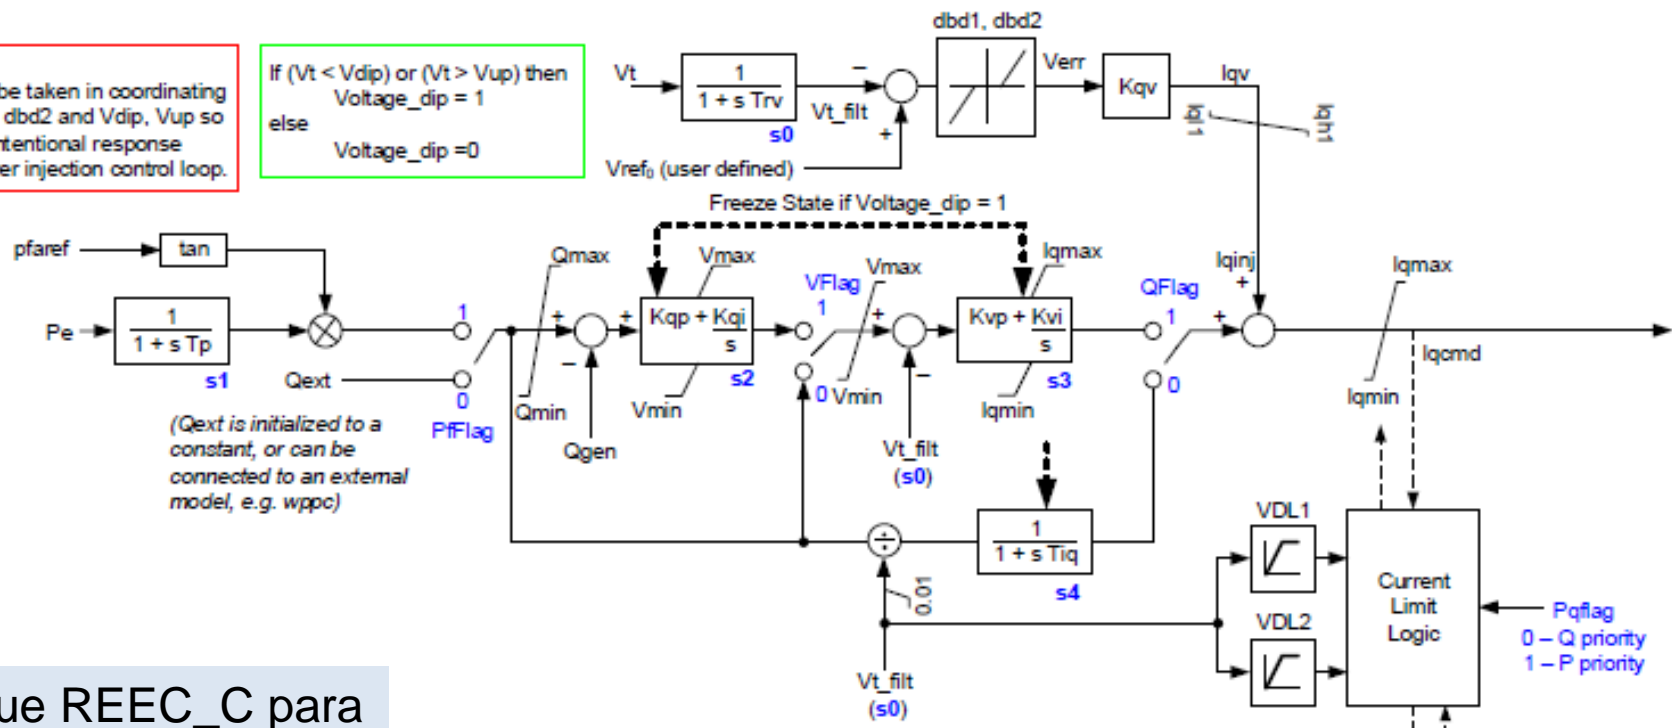 be taken in coordinating
dbd2 and Vdip, Vup so
response
injection control loop.
If (Vt < Vdip) or (Vt > Vup) then
Voltage_dip = 1
else
Voltage_dip =0
dbd1, dbd2
Vt
1
1 + s Trv
s0
−
Vt_filt
+
Verr
Kqv
Iqv
Iql1
Iqh1
Vref₀ (user defined)
Freeze State if Voltage_dip = 1
pfaref
tan
Pe
1
1 + s Tp
s1
Qext
(Qext is initialized to a
constant, or can be
connected to an external
model, e.g. wppc)
1
0
PfFlag
Qmax
Qmin
+
−
Qgen
+
Vmax
Kqp + Kqi
s
s2
Vmin
VFlag
1
0
Vmax
Vmin
+
−
Vt_filt
(s0)
Iqmax
Kvp + Kvi
s
s3
Iqmin
QFlag
1
0
Iqinj
+
+
Iqmax
Iqmin
Iqcmd
÷
0.01
1
1 + s Tiq
s4
Vt_filt
(s0)
VDL1
VDL2
Current
Limit
Logic
Pqflag
0 – Q priority
1 – P priority
REEC_C para